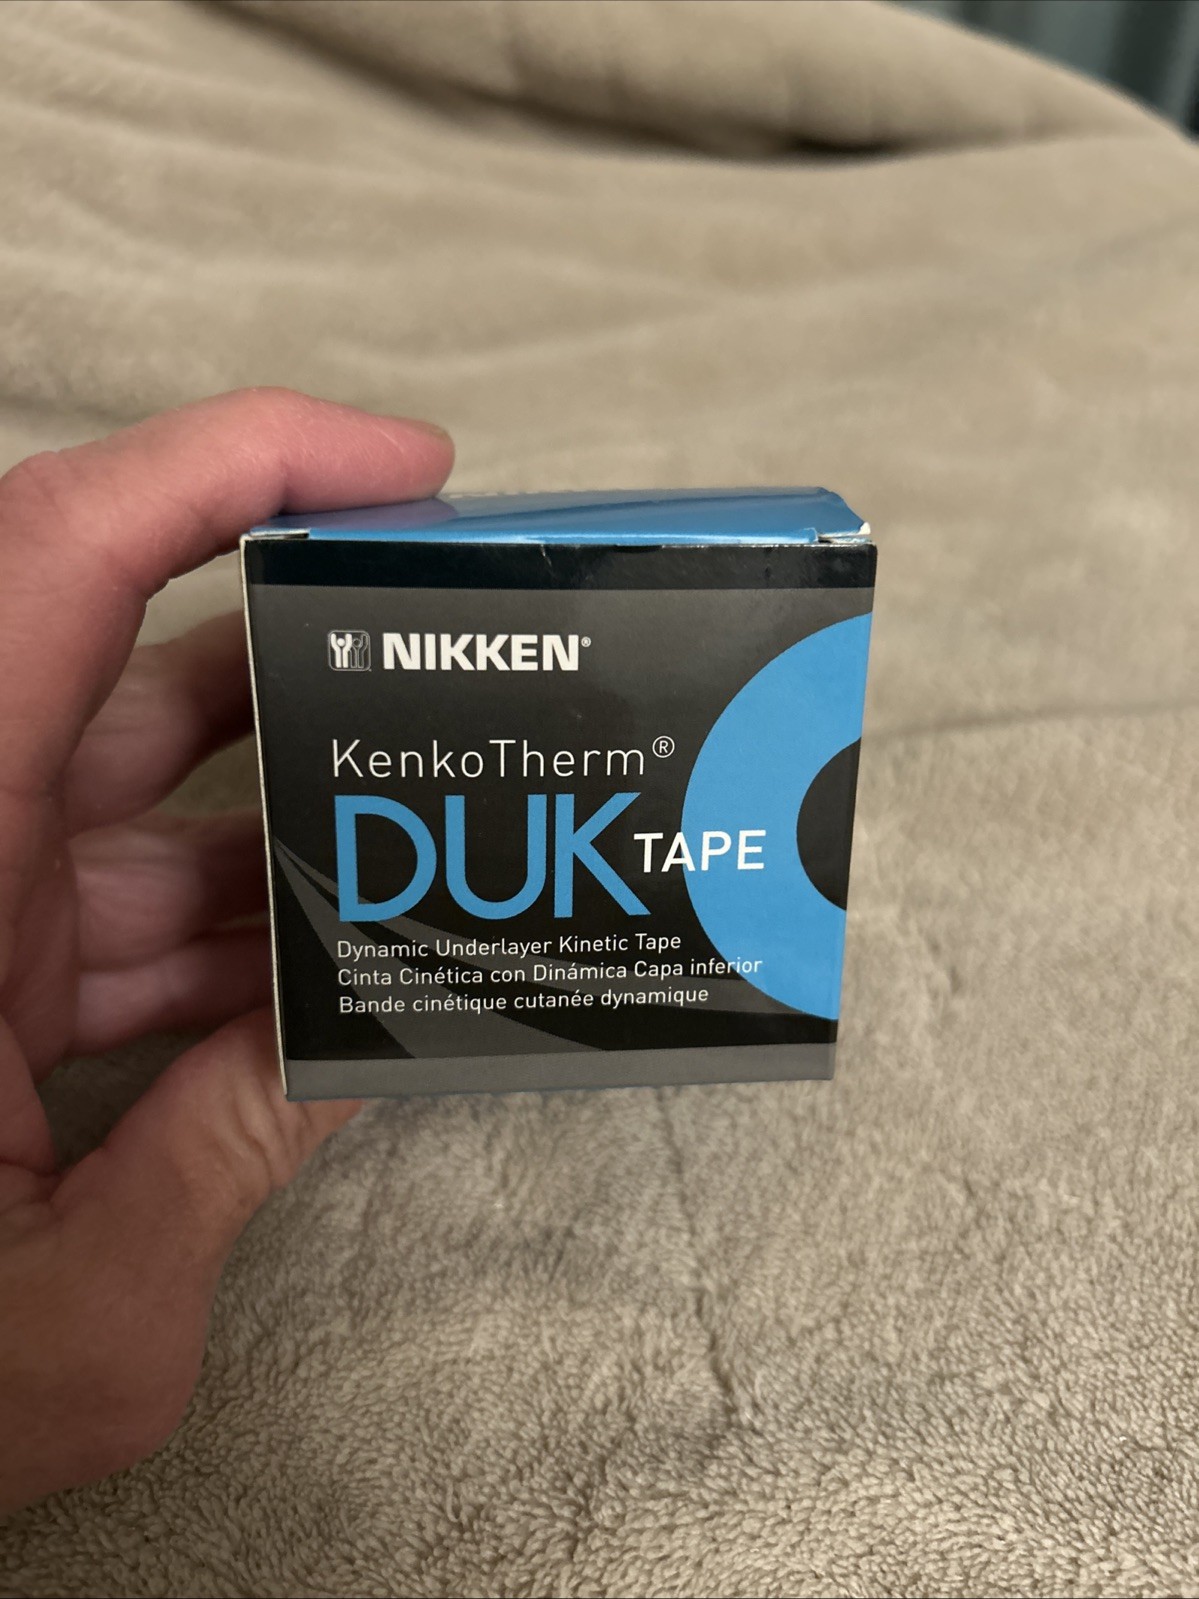 NIKKEN®
KenkoTherm®
DUK TAPE
Dynamic Underlayer Kinetic Tape
Cinta Cinética con Dinámica Capa inferior
Bande cinétique cutanée dynamique